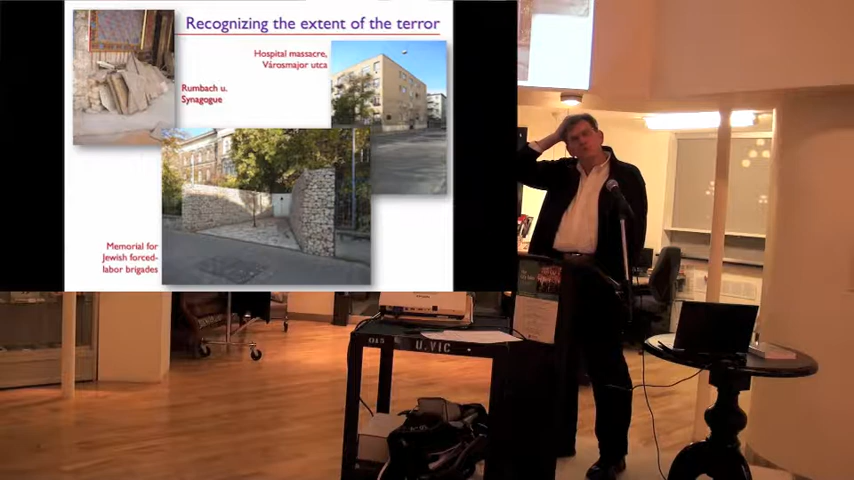 Recognizing the extent of the terror
Hospital massacre,
Városmajor utca
Rumbach u.
Synagogue
Memorial for
Jewish forced-
labor brigades
U.VIC